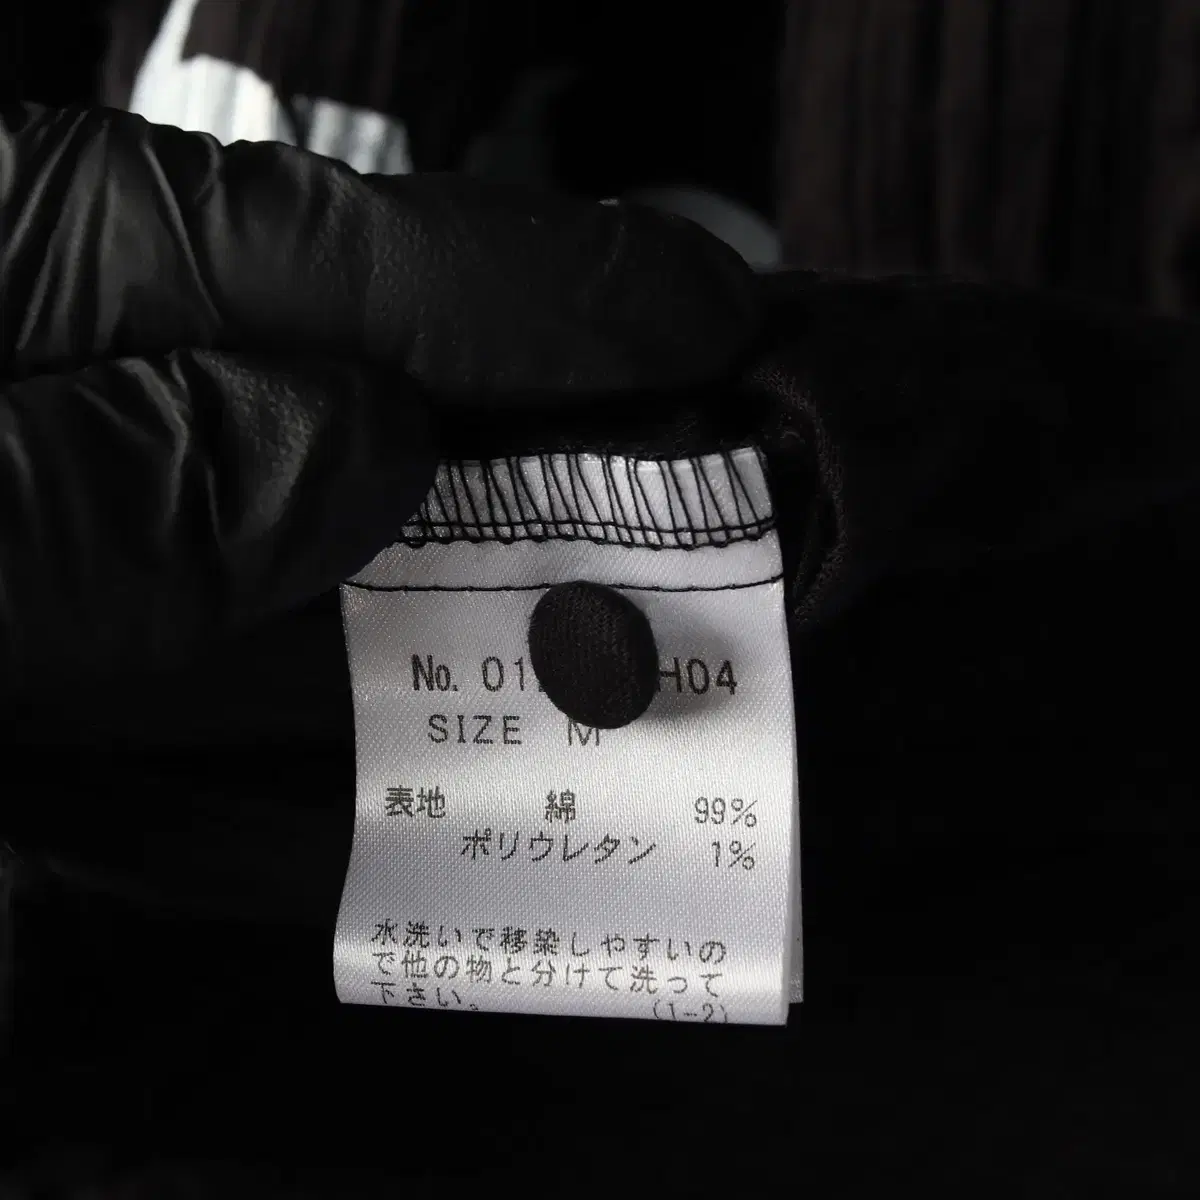 No. 01 H04
SIZE M
表地 綿 99%
ポリウレタン 1%
水洗いで移染しやすいの
で他の物と分けて洗って
下さい。 (1-2)